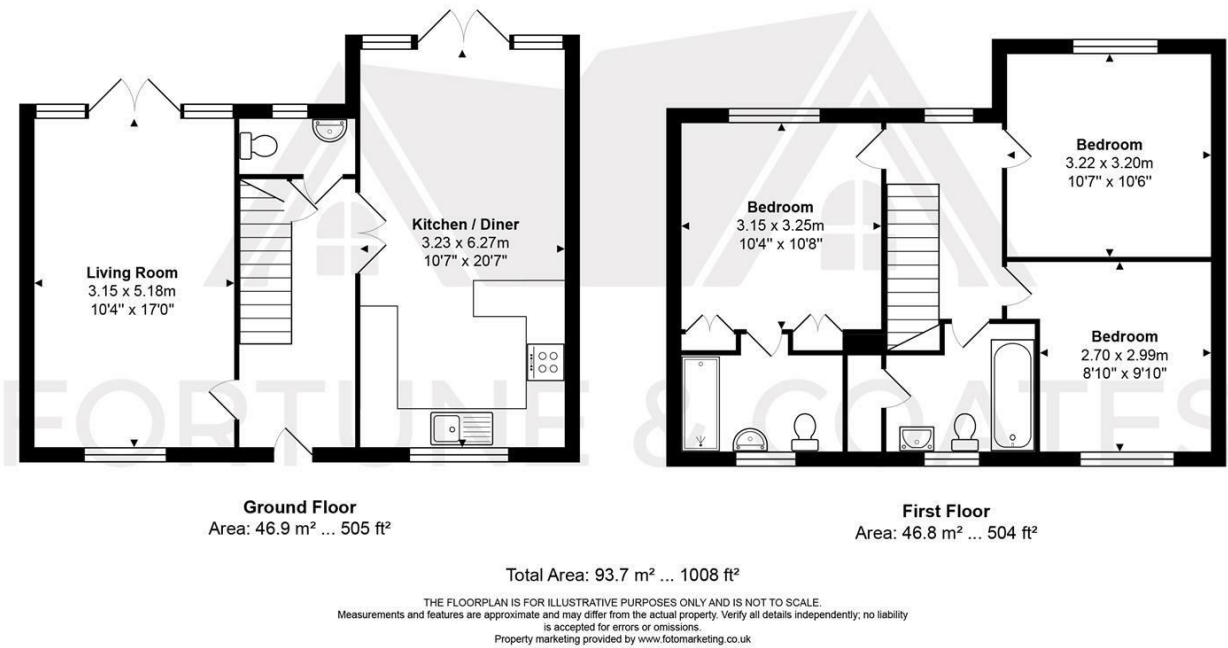 Living Room
3.15 x 5.18m
10'4" x 17'0"
Kitchen / Diner
3.23 x 6.27m
10'7" x 20'7"
Bedroom
3.15 x 3.25m
10'4" x 10'8"
Bedroom
3.22 x 3.20m
10'7" x 10'6"
Bedroom
2.70 x 2.99m
8'10" x 9'10"
FORTUNE & COATES
Ground Floor
Area: 46.9 m² ... 505 ft²
First Floor
Area: 46.8 m² ... 504 ft²
Total Area: 93.7 m² ... 1008 ft²
THE FLOORPLAN IS FOR ILLUSTRATIVE PURPOSES ONLY AND IS NOT TO SCALE.
Measurements and features are approximate and may differ from the actual property. Verify all details independently; no liability
is accepted for errors or omissions.
Property marketing provided by www.fotomarketing.co.uk